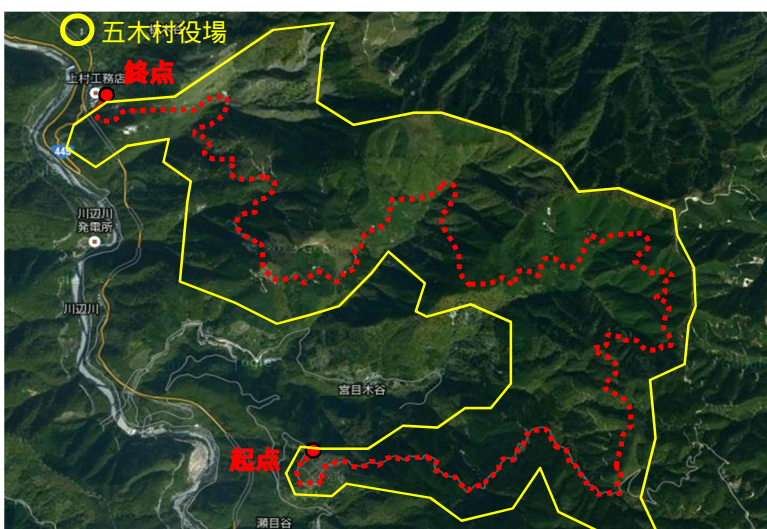 五木村役場
上村工務店
終点
445
川辺川
発電所
川辺川
宮目木谷
起点
瀬目谷